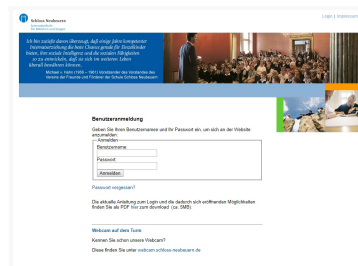 Login | Impressum
Schloss Neubeuern
Ich bin zutiefst davon überzeugt, daß einige Jahre kompetenter
Internatserziehung die beste Chance gerade für Einzelkinder
bieten, ihre soziale Intelligenz und die sozialen Fähigkeiten
so zu entwickeln, daß sie sich im weiteren Leben
überall bewähren können.
Michael v. Hahn (1935 – 1961) Vorsitzender des Vorstandes des
Vereins der Freunde und Förderer der Schule Schloss Neubeuern
Benutzeranmeldung
Geben Sie Ihren Benutzernamen und Ihr Passwort ein, um sich an der Website
anzumelden:
Anmelden
Benutzername:
Passwort:
Anmelden
Passwort vergessen?
Die aktuelle Anleitung zum Login und die dadurch sich eröffnenden Möglichkeiten
finden Sie als PDF hier zum download (ca. 5MB).
Webcam auf dem Turm
Kennen Sie schon unsere Webcam?
Diese finden Sie unter webcam.schloss-neubeuern.de